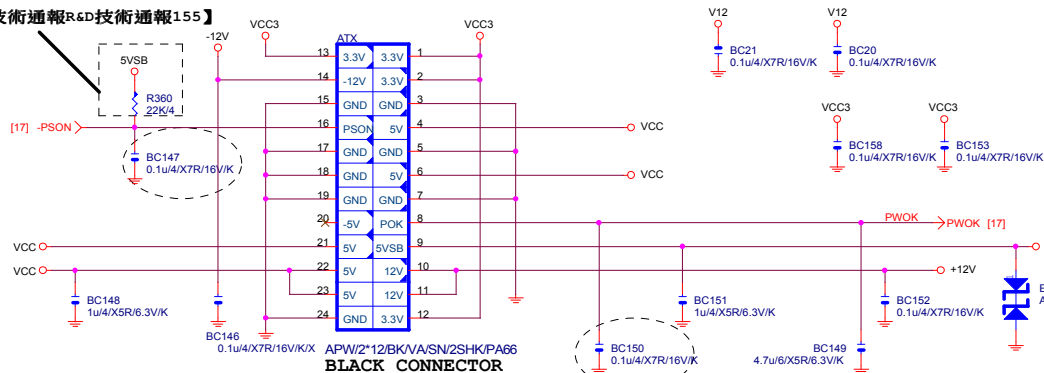 技術通報R&D技術通報155】
5VSB
R360
22K/4
[17] -PSON
BC147
0.1u/4/X7R/16V/K
-12V
VCC3
VCC3
ATX
13 3.3V 3.3V 1
14 -12V 3.3V 2
15 GND GND 3
16 PSON 5V 4
17 GND GND 5
18 GND 5V 6
19 GND GND 7
20 -5V POK 8
21 5V 5VSB 9
22 5V 12V 10
23 5V 12V 11
24 GND 3.3V 12
VCC
VCC
VCC
VCC
BC148
1u/4/X5R/6.3V/K
BC146
0.1u/4/X7R/16V/K/X
APW/2*12/BK/VA/SN/2SHK/PA66
BLACK CONNECTOR
V12
BC21
0.1u/4/X7R/16V/K
V12
BC20
0.1u/4/X7R/16V/K
VCC3
BC158
0.1u/4/X7R/16V/K
VCC3
BC153
0.1u/4/X7R/16V/K
PWOK
PWOK [17]
+12V
BC151
1u/4/X5R/6.3V/K
BC152
0.1u/4/X7R/16V/K
BC150
0.1u/4/X7R/16V/K
BC149
4.7u/6/X5R/6.3V/K
B
A